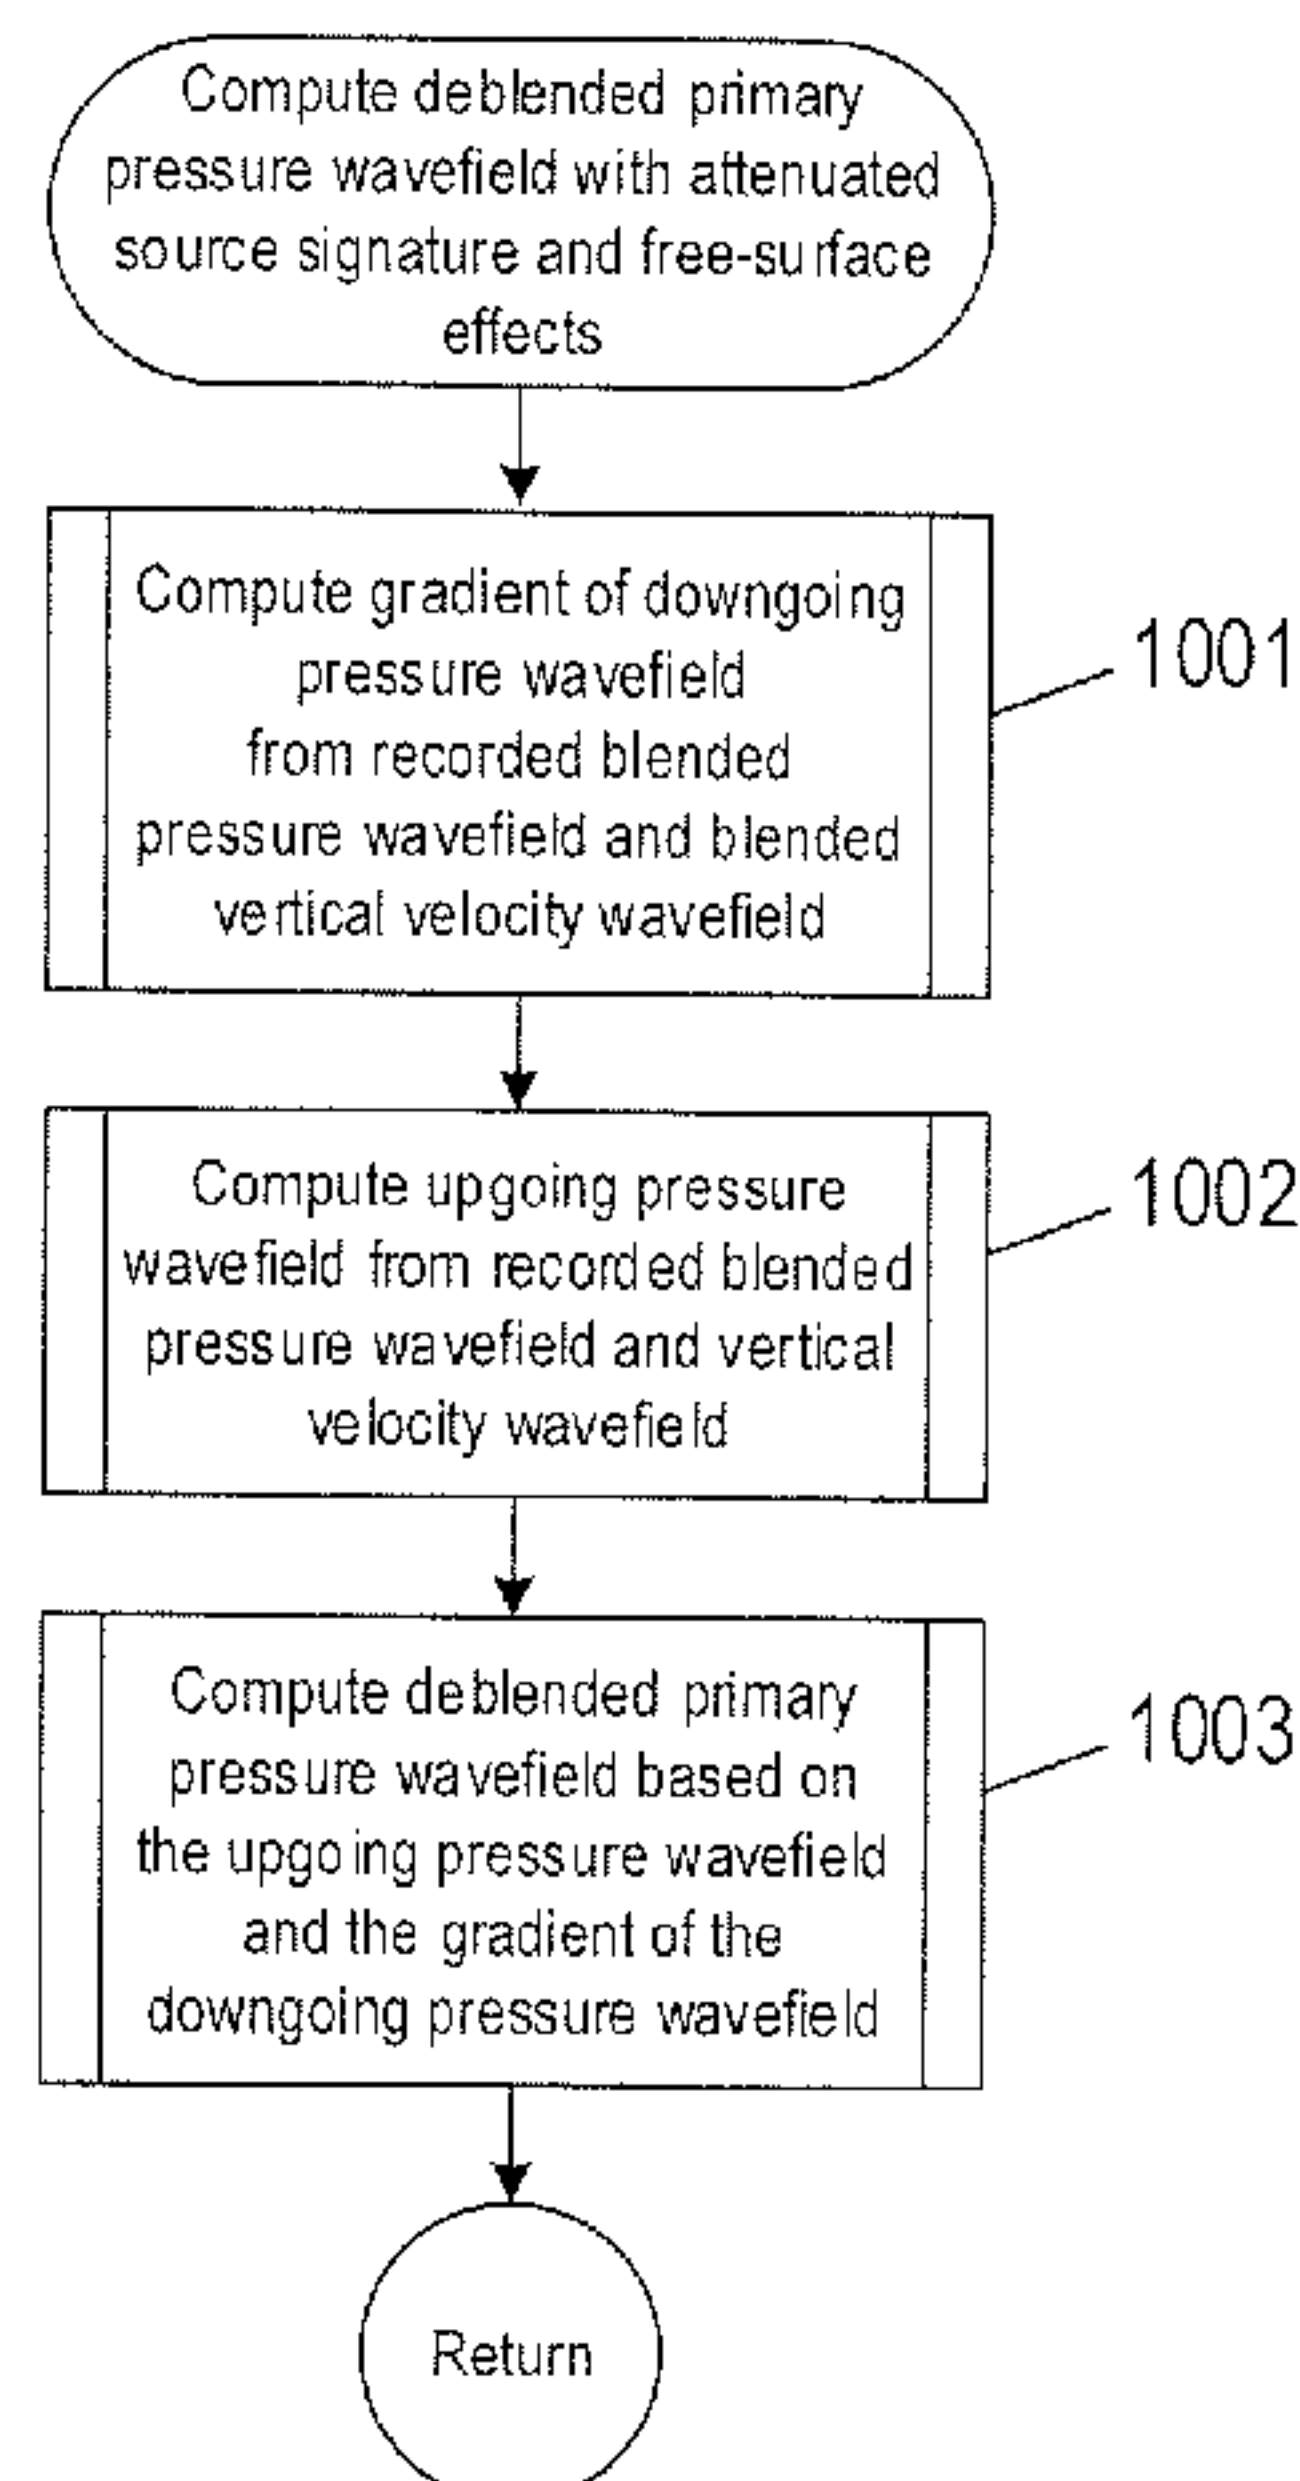 Compute deblended primary
pressure wavefield with attenuated
source signature and free-surface
effects
Compute gradient of downgoing
pressure wavefield
from recorded blended
pressure wavefield and blended
vertical velocity wavefield
1001
Compute upgoing pressure
wavefield from recorded blended
pressure wavefield and vertical
velocity wavefield
1002
Compute deblended primary
pressure wavefield based on
the upgoing pressure wavefield
and the gradient of the
downgoing pressure wavefield
1003
Return